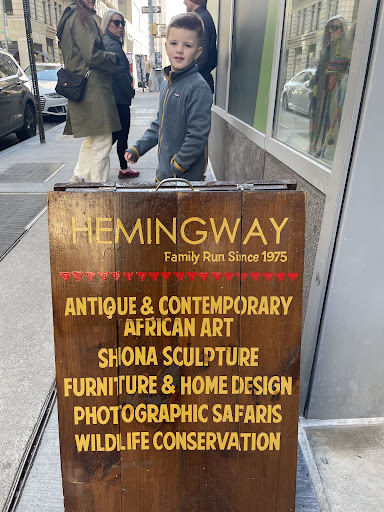 HEMINGWAY
Family Run Since 1975
ANTIQUE & CONTEMPORARY
AFRICAN ART
SHONA SCULPTURE
FURNITURE & HOME DESIGN
PHOTOGRAPHIC SAFARIS
WILDLIFE CONSERVATION